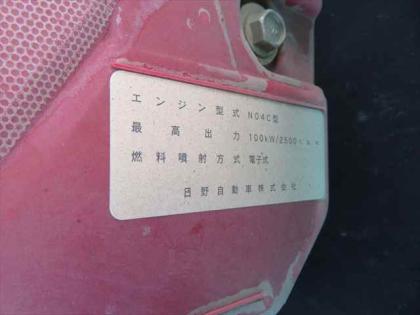 エンジン型式 N04C型
最高出力 100kW/2500r.p.m
燃料噴射方式 電子式
日野自動車株式会社